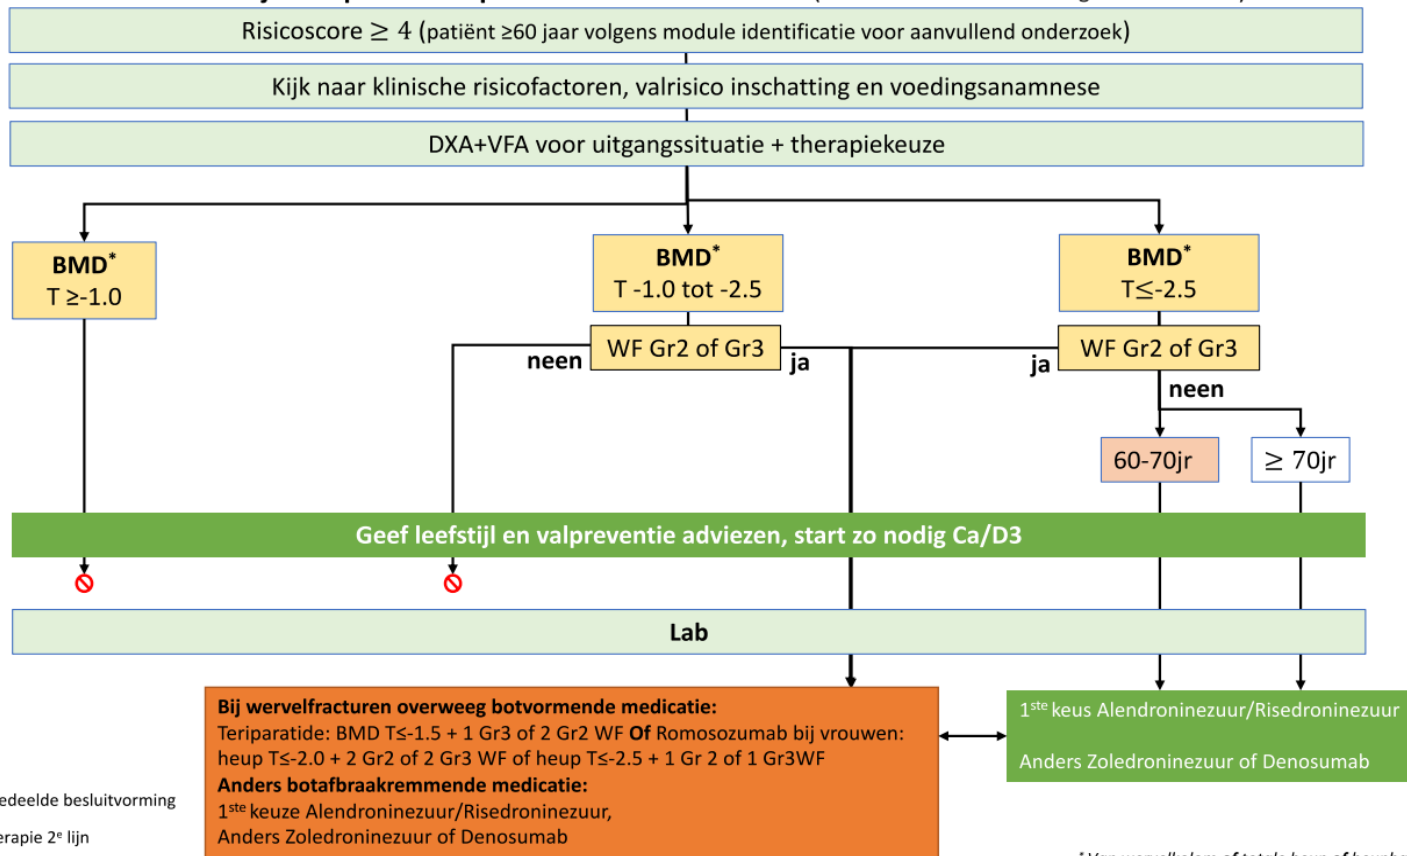 Risicoscore ≥ 4 (patiënt ≥60 jaar volgens module identificatie voor aanvullend onderzoek)
Kijk naar klinische risicofactoren, valrisico inschatting en voedingsanamnese
DXA+VFA voor uitgangssituatie + therapiekeuze
BMD*
T ≥-1.0
BMD*
T -1.0 tot -2.5
BMD*
T≤-2.5
neen
WF Gr2 of Gr3
ja
ja
WF Gr2 of Gr3
neen
60-70jr
≥ 70jr
Geef leefstijl en valpreventie adviezen, start zo nodig Ca/D3
Lab
Bij wervelfracturen overweeg botvormende medicatie:
Teriparatide: BMD T≤-1.5 + 1 Gr3 of 2 Gr2 WF Of Romosozumab bij vrouwen:
heup T≤-2.0 + 2 Gr2 of 2 Gr3 WF of heup T≤-2.5 + 1 Gr 2 of 1 Gr3WF
Anders botafbraakremmende medicatie:
1ste keuze Alendroninezuur/Risedroninezuur,
Anders Zoledroninezuur of Denosumab
1ste keus Alendroninezuur/Risedroninezuur
Anders Zoledroninezuur of Denosumab
edeelde besluitvorming
erapie 2e lijn